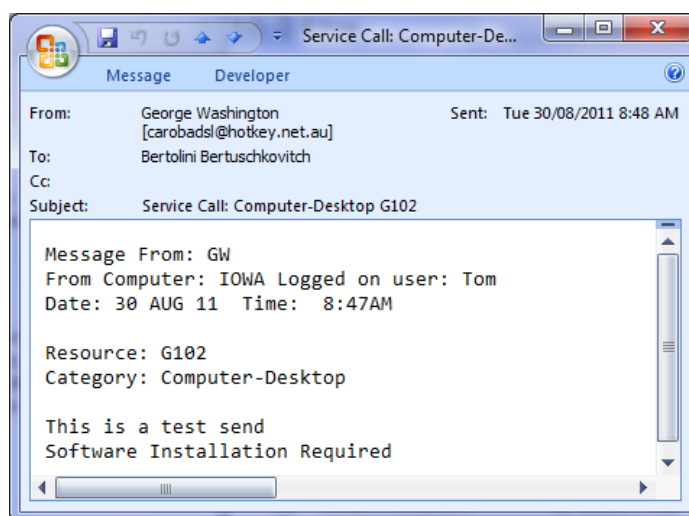 Service Call: Computer-De...
Message Developer
From: George Washington Sent: Tue 30/08/2011 8:48 AM
[carobadsl@hotkey.net.au]
To: Bertolini Bertuschkovitch
Cc:
Subject: Service Call: Computer-Desktop G102
Message From: GW
From Computer: IOWA Logged on user: Tom
Date: 30 AUG 11 Time: 8:47AM
Resource: G102
Category: Computer-Desktop
This is a test send
Software Installation Required